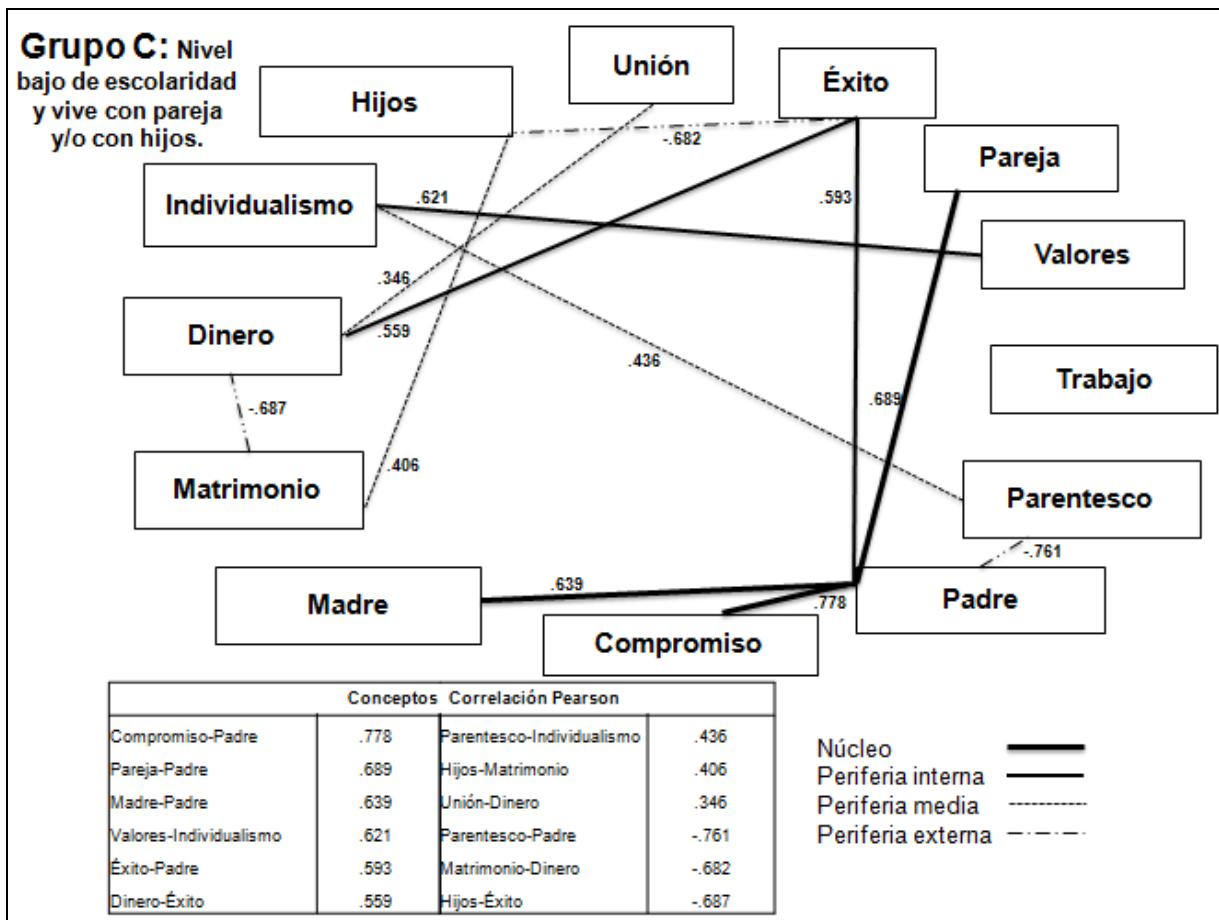 Grupo C: Nivel
bajo de escolaridad
y vive con pareja
y/o con hijos.
Unión
Éxito
Hijos
Pareja
-.682
Individualismo
.621
.593
Valores
.346
Dinero
.559
.436
.689
Trabajo
-.687
.406
Matrimonio
Parentesco
-.761
.639
Madre
.778
Padre
Compromiso
Conceptos Correlación Pearson
Compromiso-Padre .778 Parentesco-Individualismo .436
Pareja-Padre .689 Hijos-Matrimonio .406
Madre-Padre .639 Unión-Dinero .346
Valores-Individualismo .621 Parentesco-Padre -.761
Éxito-Padre .593 Matrimonio-Dinero -.682
Dinero-Éxito .559 Hijos-Éxito -.687
Núcleo
Periferia interna
Periferia media
Periferia externa